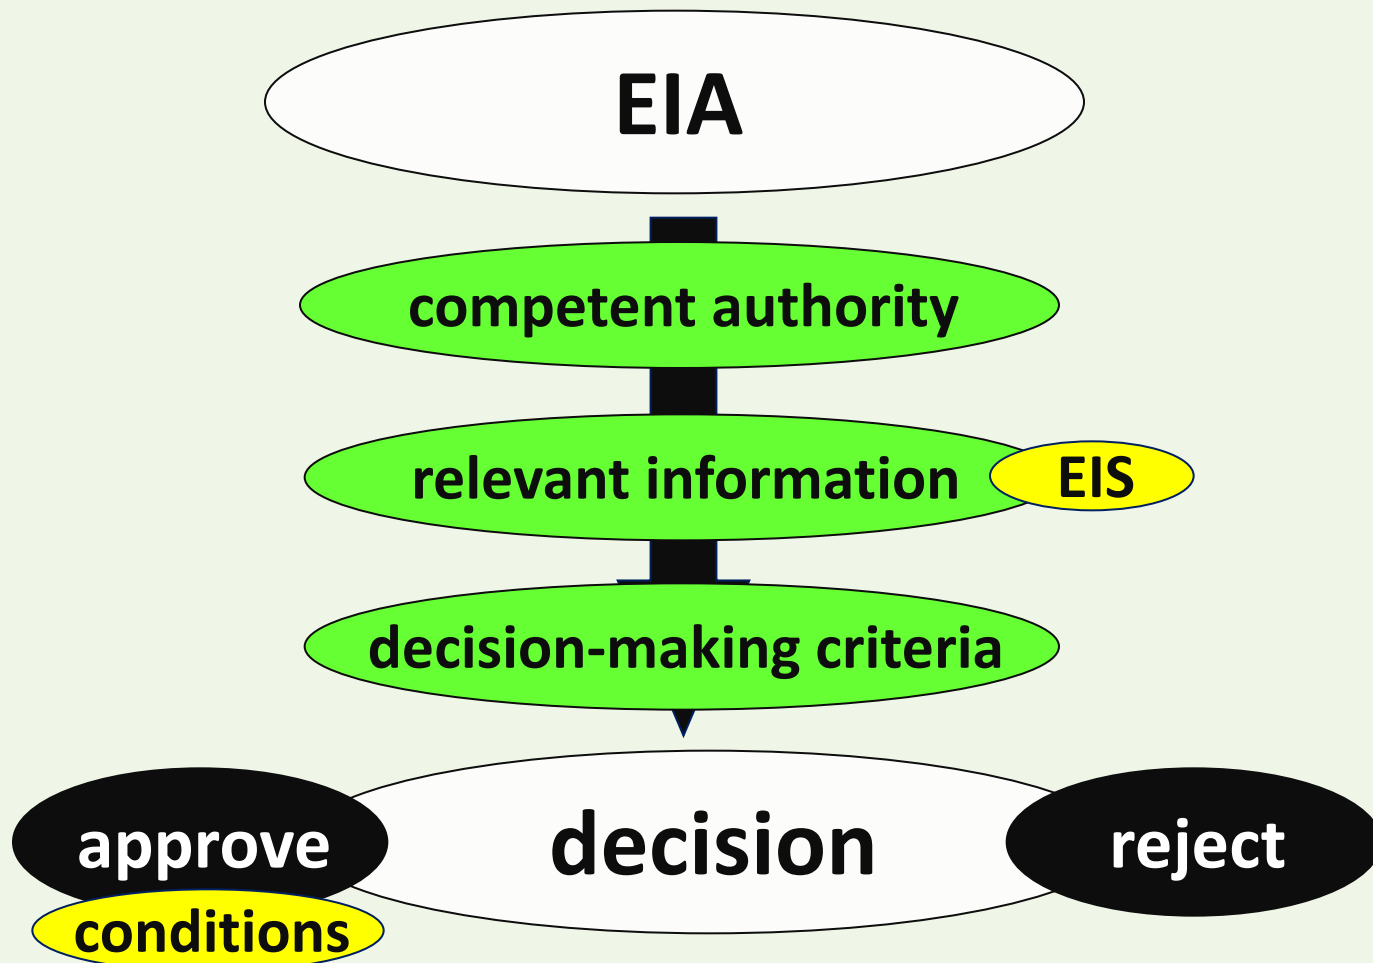 EIA
competent authority
relevant information
EIS
decision-making criteria
approve
decision
reject
conditions